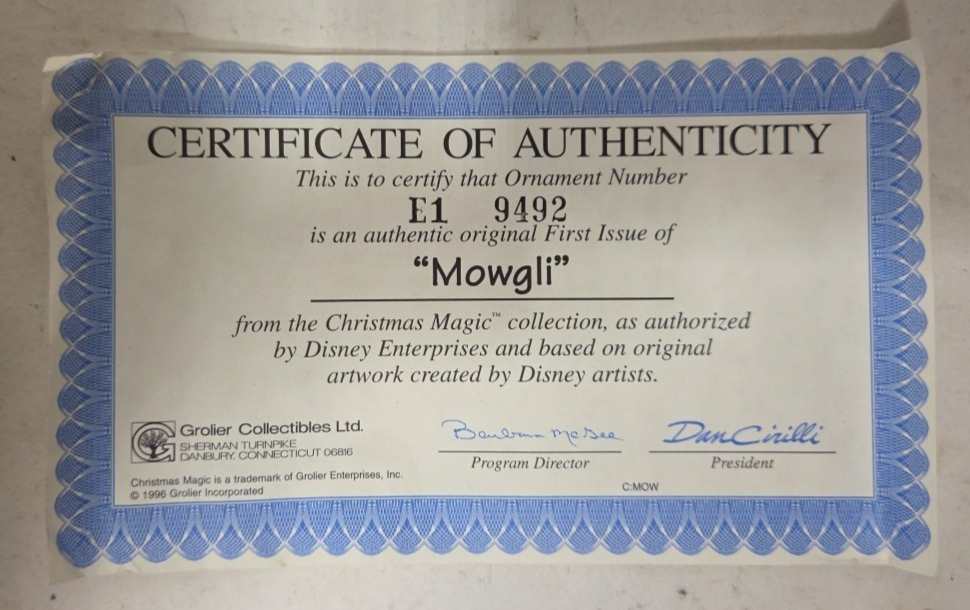 CERTIFICATE OF AUTHENTICITY
This is to certify that Ornament Number
E1 9492
is an authentic original First Issue of
“Mowgli”
from the Christmas Magic™ collection, as authorized
by Disney Enterprises and based on original
artwork created by Disney artists.
Grolier Collectibles Ltd.
SHERMAN TURNPIKE
DANBURY, CONNECTICUT 06816
Christmas Magic is a trademark of Grolier Enterprises, Inc.
© 1996 Grolier Incorporated
Barbara McGee
Program Director
Dan Cirilli
President
C:MOW